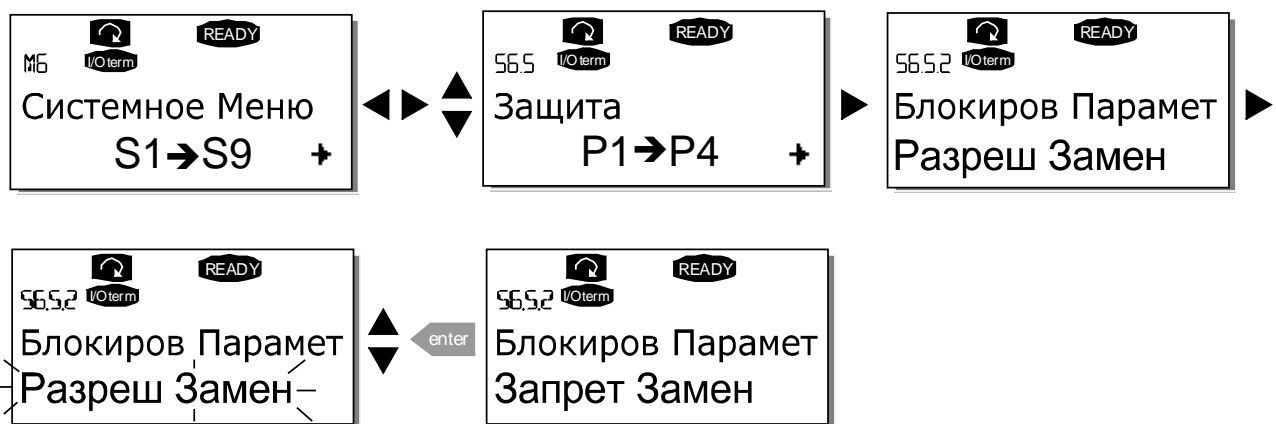 READY
M6 I/O term
Системное Меню
S1➔S9
READY
S6.5 I/O term
Защита
P1➔P4
READY
S6.5.2 I/O term
Блокиров Парамет
Разреш Замен
READY
S6.5.2 I/O term
Блокиров Парамет
Разреш Замен
enter
READY
S6.5.2 I/O term
Блокиров Парамет
Запрет Замен